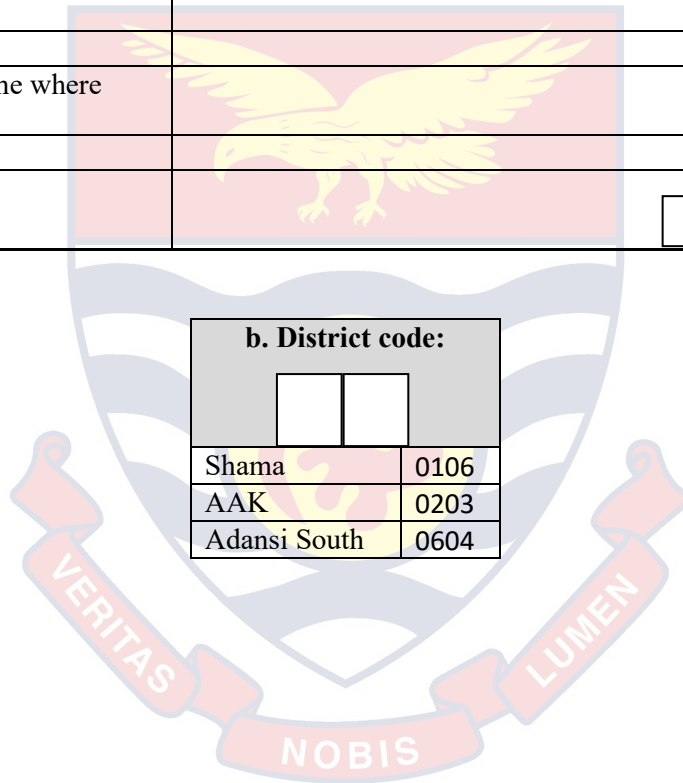 ne where
b. District code:
Shama 0106
AAK 0203
Adansi South 0604
VERITAS
NOBIS
LUMEN